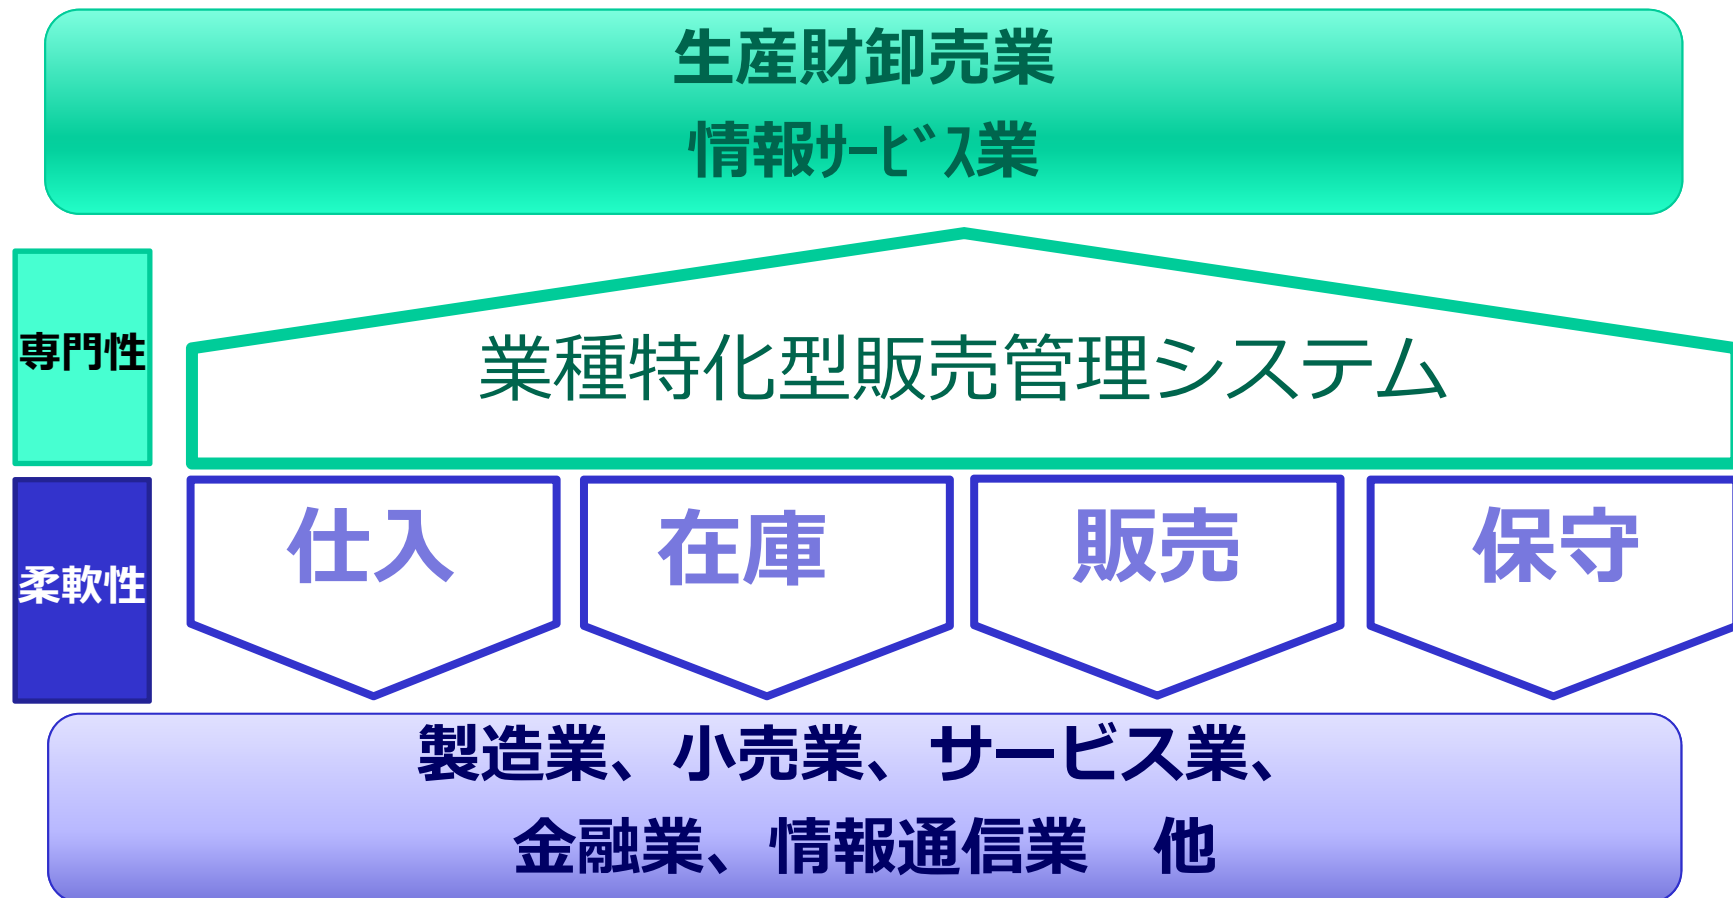 生産財卸売業
情報ｻｰﾋﾞｽ業
専門性
業種特化型販売管理システム
柔軟性
仕入
在庫
販売
保守
製造業、小売業、サービス業、
金融業、情報通信業　他